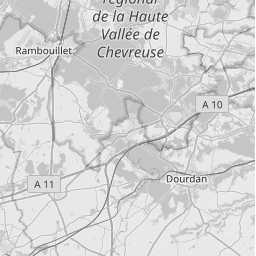 régional
de la Haute
Vallée de
Chevreuse
Rambouillet
A 10
A 11
Dourdan